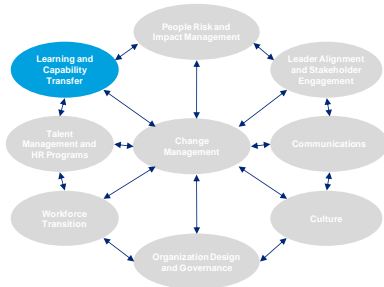 People Risk and
Impact Management
Learning and
Capability
Transfer
Leader Alignment
and Stakeholder
Engagement
Talent
Management and
HR Programs
Change
Management
Communications
Workforce
Transition
Culture
Organization Design
and Governance